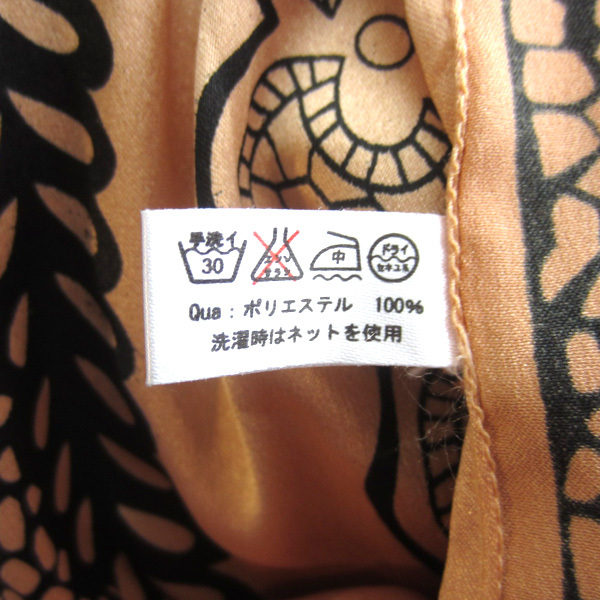 手洗イ 30 エンソ サラシ 中 ドライ セキユ系
Qua : ポリエステル 100%
洗濯時はネットを使用